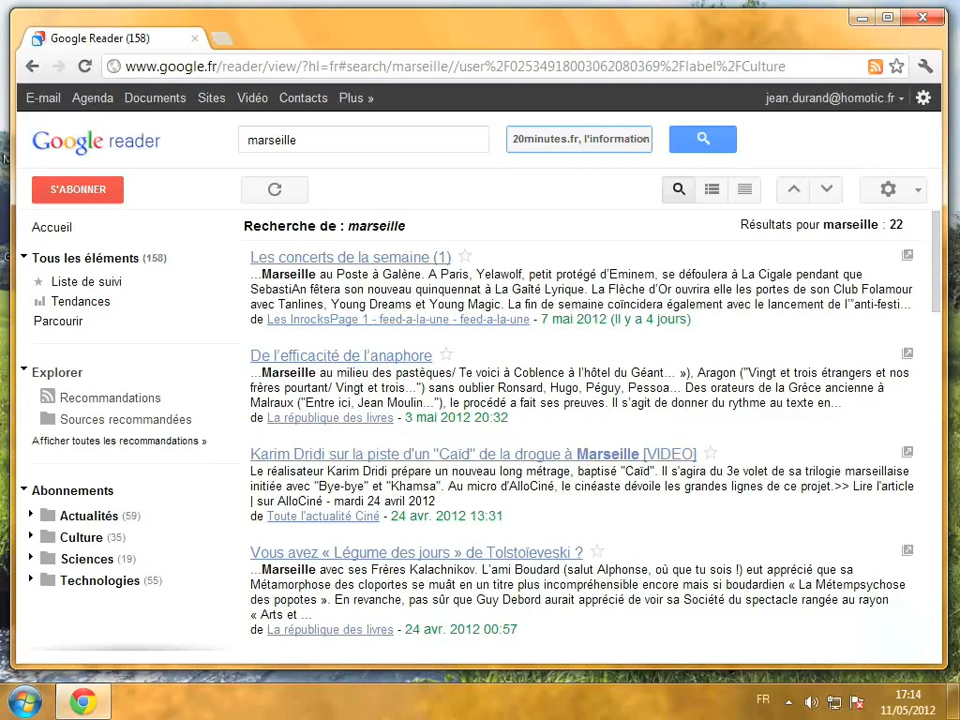 Google Reader (158)
www.google.fr/reader/view/?hl=fr#search/marseille//user%2F02534918003062080369%2Flabel%2FCulture
E-mail Agenda Documents Sites Vidéo Contacts Plus » jean.durand@homotic.fr
Google reader marseille 20minutes.fr, l'information
S'ABONNER
Accueil
Tous les éléments (158)
Liste de suivi
Tendances
Parcourir
Explorer
Recommandations
Sources recommandées
Afficher toutes les recommandations »
Abonnements
Actualités (59)
Culture (35)
Sciences (19)
Technologies (55)
Recherche de : marseille Résultats pour marseille : 22
Les concerts de la semaine (1)
...Marseille au Poste à Galène. A Paris, Yelawolf, petit protégé d'Eminem, se défoulera à La Cigale pendant que
SebastiAn fêtera son nouveau quinquennat à La Gaîté Lyrique. La Flèche d'Or ouvrira elle les portes de son Club Folamour
avec Tanlines, Young Dreams et Young Magic. La fin de semaine coïncidera également avec le lancement de l'"anti-festi...
de Les InrocksPage 1 - feed-a-la-une - feed-a-la-une - 7 mai 2012 (Il y a 4 jours)
De l'efficacité de l'anaphore
...Marseille au milieu des pastèques/ Te voici à Coblence à l'hôtel du Géant... »), Aragon ("Vingt et trois étrangers et nos
frères pourtant/ Vingt et trois...") sans oublier Ronsard, Hugo, Péguy, Pessoa... Des orateurs de la Grèce ancienne à
Malraux ("Entre ici, Jean Moulin..."), le procédé a fait ses preuves. Il s'agit de donner du rythme au texte en...
de La république des livres - 3 mai 2012 20:32
Karim Dridi sur la piste d'un "Caïd" de la drogue à Marseille [VIDEO]
Le réalisateur Karim Dridi prépare un nouveau long métrage, baptisé "Caïd". Il s'agira du 3e volet de sa trilogie marseillaise
initiée avec "Bye-bye" et "Khamsa". Au micro d'AlloCiné, le cinéaste dévoile les grandes lignes de ce projet.>> Lire l'article
| sur AlloCiné - mardi 24 avril 2012
de Toute l'actualité Ciné - 24 avr. 2012 13:31
Vous avez « Légume des jours » de Tolstoïeveski ?
...Marseille avec ses Frères Kalachnikov. L'ami Boudard (salut Alphonse, où que tu sois !) eut apprécié que sa
Métamorphose des cloportes se muât en un titre plus incompréhensible encore mais si boudardien « La Métempsychose
des popotes ». En revanche, pas sûr que Guy Debord aurait apprécié de voir sa Société du spectacle rangée au rayon
« Arts et ...
de La république des livres - 24 avr. 2012 00:57
FR
17:14
11/05/2012